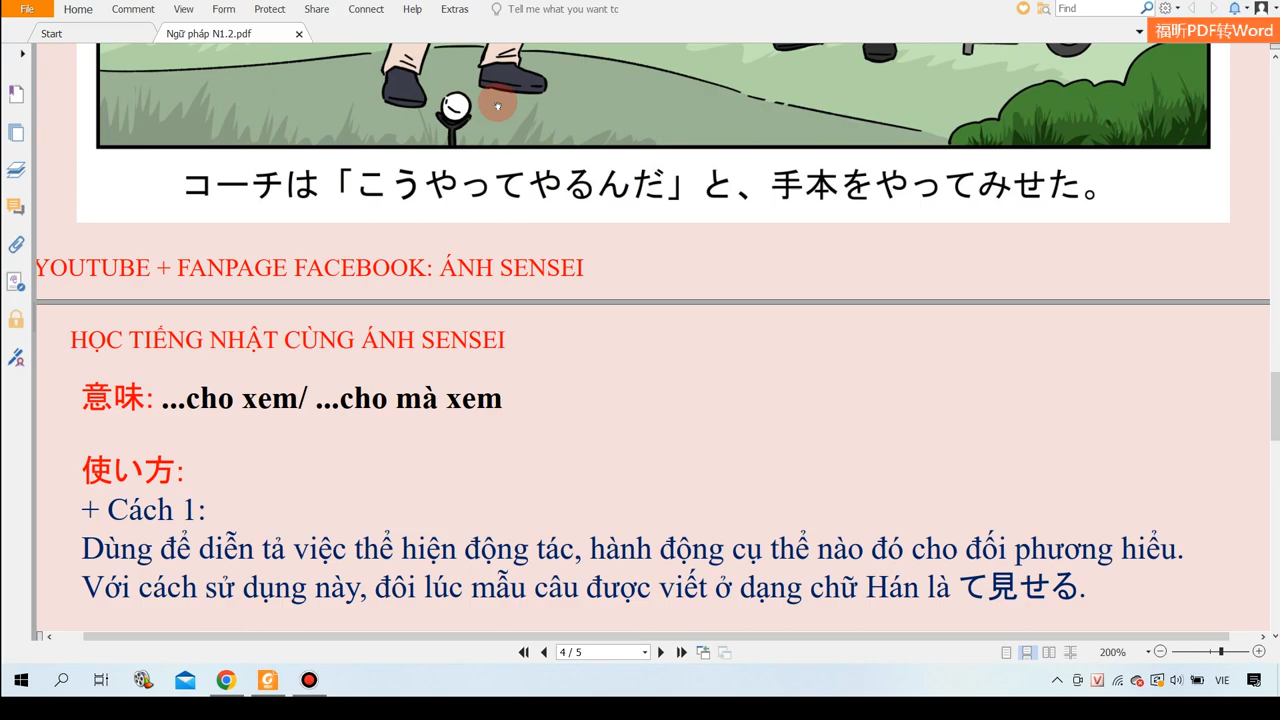 File Home Comment View Form Protect Share Connect Help Extras Tell me what you want tc Find
Start Ngữ pháp N1.2.pdf 福昕PDF转Word
コーチは「こうやってやるんだ」と、手本をやってみせた。
YOUTUBE + FANPAGE FACEBOOK: ÁNH SENSEI
HỌC TIẾNG NHẬT CÙNG ÁNH SENSEI
意味: ...cho xem/ ...cho mà xem
使い方:
+ Cách 1:
Dùng để diễn tả việc thể hiện động tác, hành động cụ thể nào đó cho đối phương hiểu.
Với cách sử dụng này, đôi lúc mẫu câu được viết ở dạng chữ Hán là て見せる.
4 / 5 200%
VIE